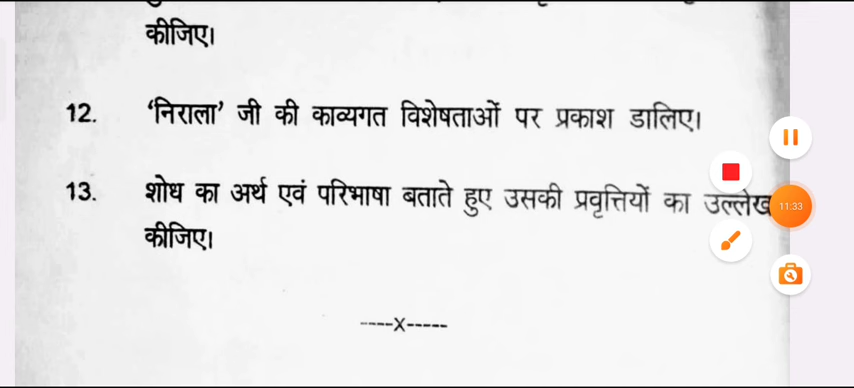 कीजिए।
12. ‘निराला’ जी की काव्यगत विशेषताओं पर प्रकाश डालिए।
13. शोध का अर्थ एवं परिभाषा बताते हुए उसकी प्रवृत्तियों का उल्लेख
11:33
कीजिए।
----X-----